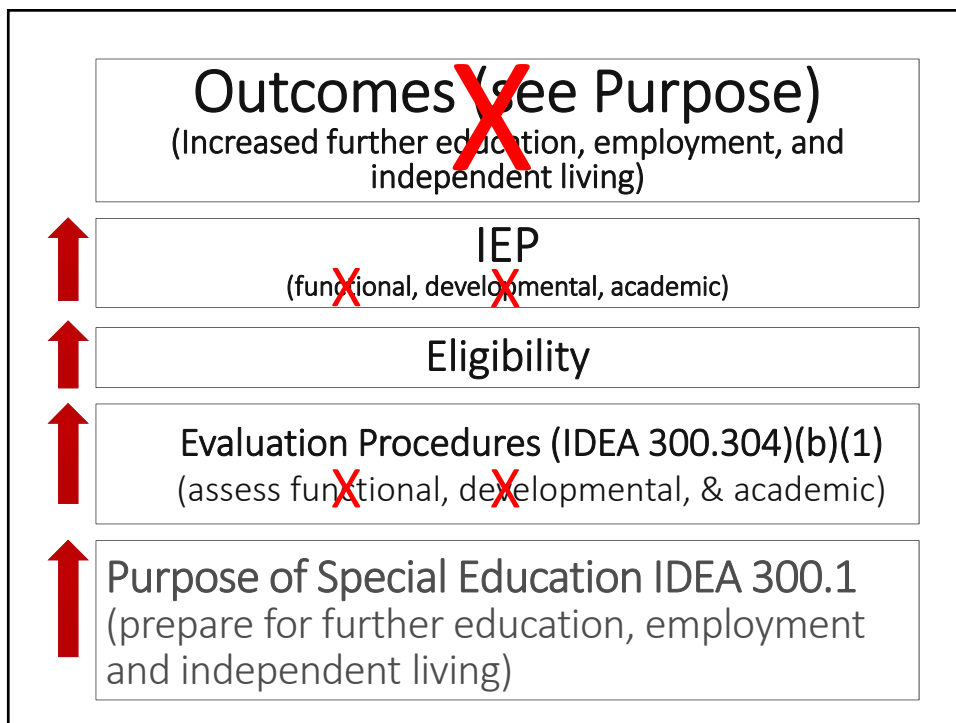 Outcomes (see Purpose)
(Increased further education, employment, and
independent living)
X
IEP
(functional, developmental, academic)
X X
Eligibility
Evaluation Procedures (IDEA 300.304)(b)(1)
(assess functional, developmental, & academic)
X X
Purpose of Special Education IDEA 300.1
(prepare for further education, employment
and independent living)